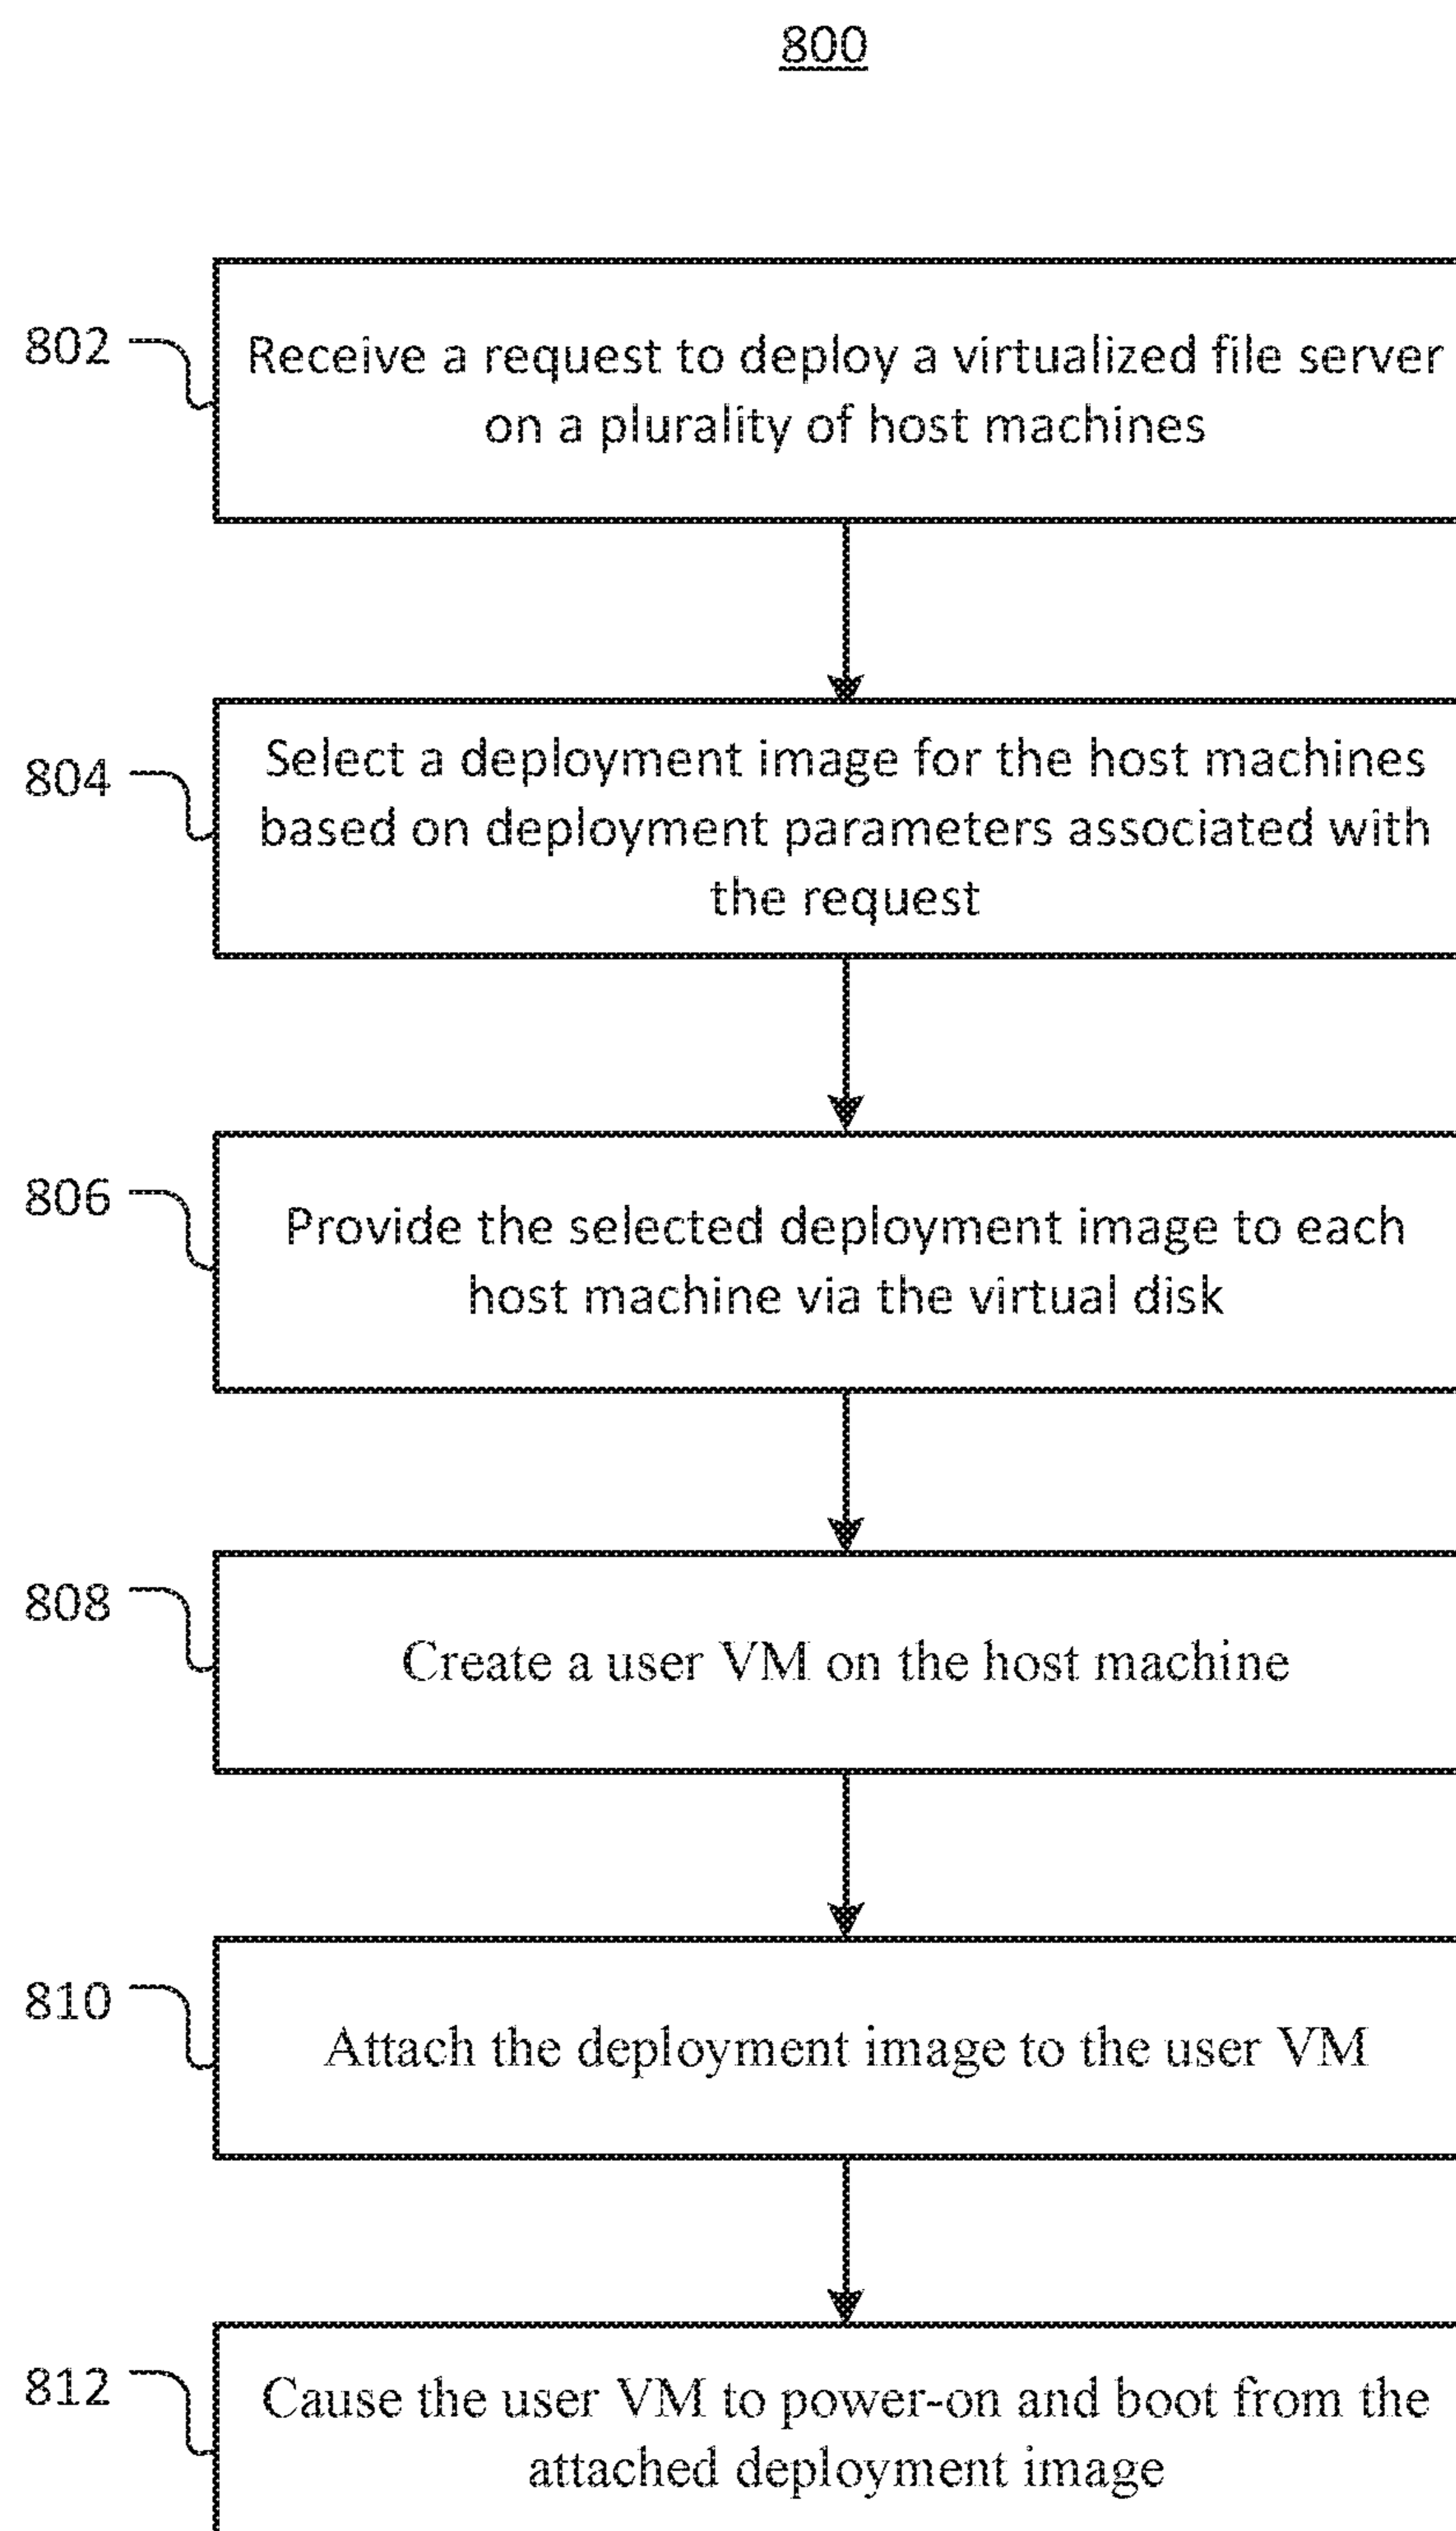 800
802
Receive a request to deploy a virtualized file server
on a plurality of host machines
804
Select a deployment image for the host machines
based on deployment parameters associated with
the request
806
Provide the selected deployment image to each
host machine via the virtual disk
808
Create a user VM on the host machine
810
Attach the deployment image to the user VM
812
Cause the user VM to power-on and boot from the
attached deployment image